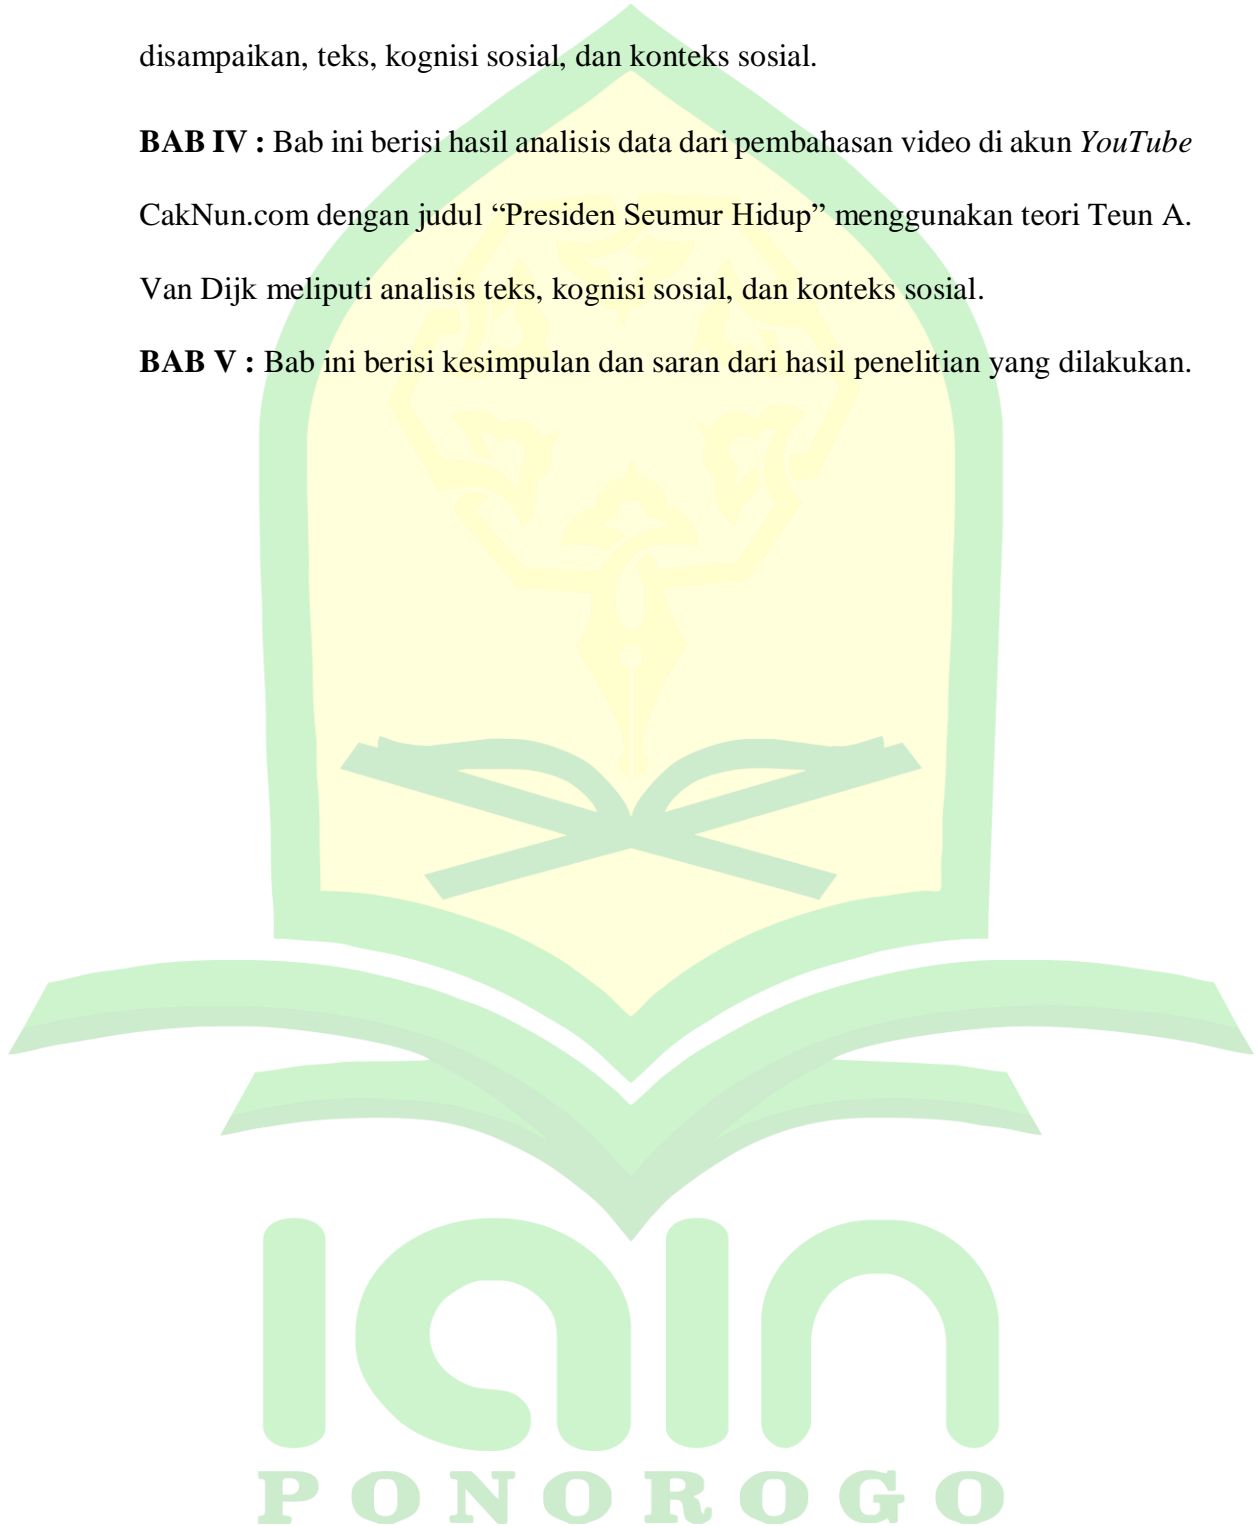 disampaikan, teks, kognisi sosial, dan konteks sosial.
BAB IV : Bab ini berisi hasil analisis data dari pembahasan video di akun YouTube
CakNun.com dengan judul “Presiden Seumur Hidup” menggunakan teori Teun A.
Van Dijk meliputi analisis teks, kognisi sosial, dan konteks sosial.
BAB V : Bab ini berisi kesimpulan dan saran dari hasil penelitian yang dilakukan.
iain
PONOROGO